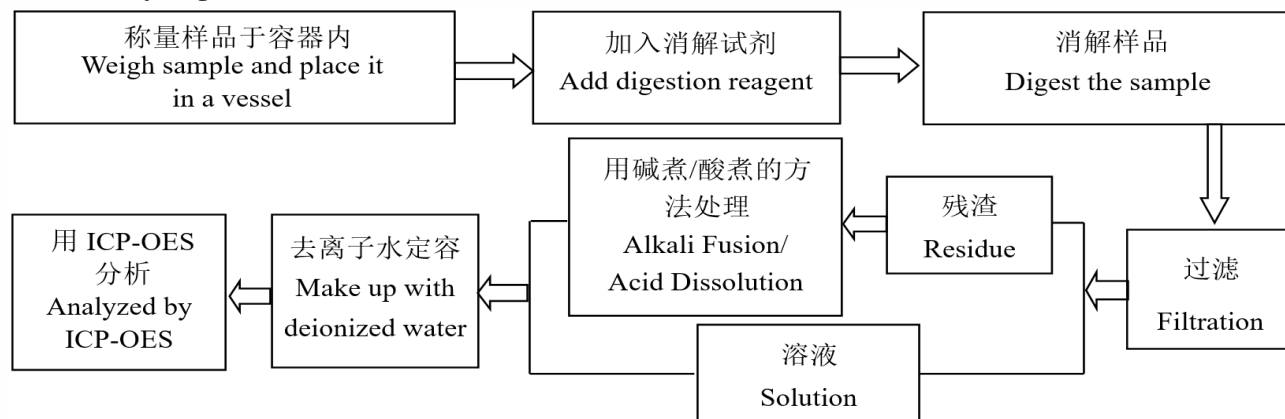 称量样品于容器内
Weigh sample and place it
in a vessel
加入消解试剂
Add digestion reagent
消解样品
Digest the sample
过滤
Filtration
残渣
Residue
用碱煮/酸煮的方
法处理
Alkali Fusion/
Acid Dissolution
溶液
Solution
去离子水定容
Make up with
deionized water
用 ICP-OES
分析
Analyzed by
ICP-OES